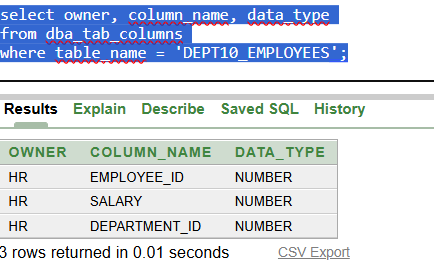 select owner, column_name, data_type
from dba_tab_columns
where table_name = 'DEPT10_EMPLOYEES';
Results Explain Describe Saved SQL History
OWNER COLUMN_NAME DATA_TYPE
HR EMPLOYEE_ID NUMBER
HR SALARY NUMBER
HR DEPARTMENT_ID NUMBER
3 rows returned in 0.01 seconds CSV Export